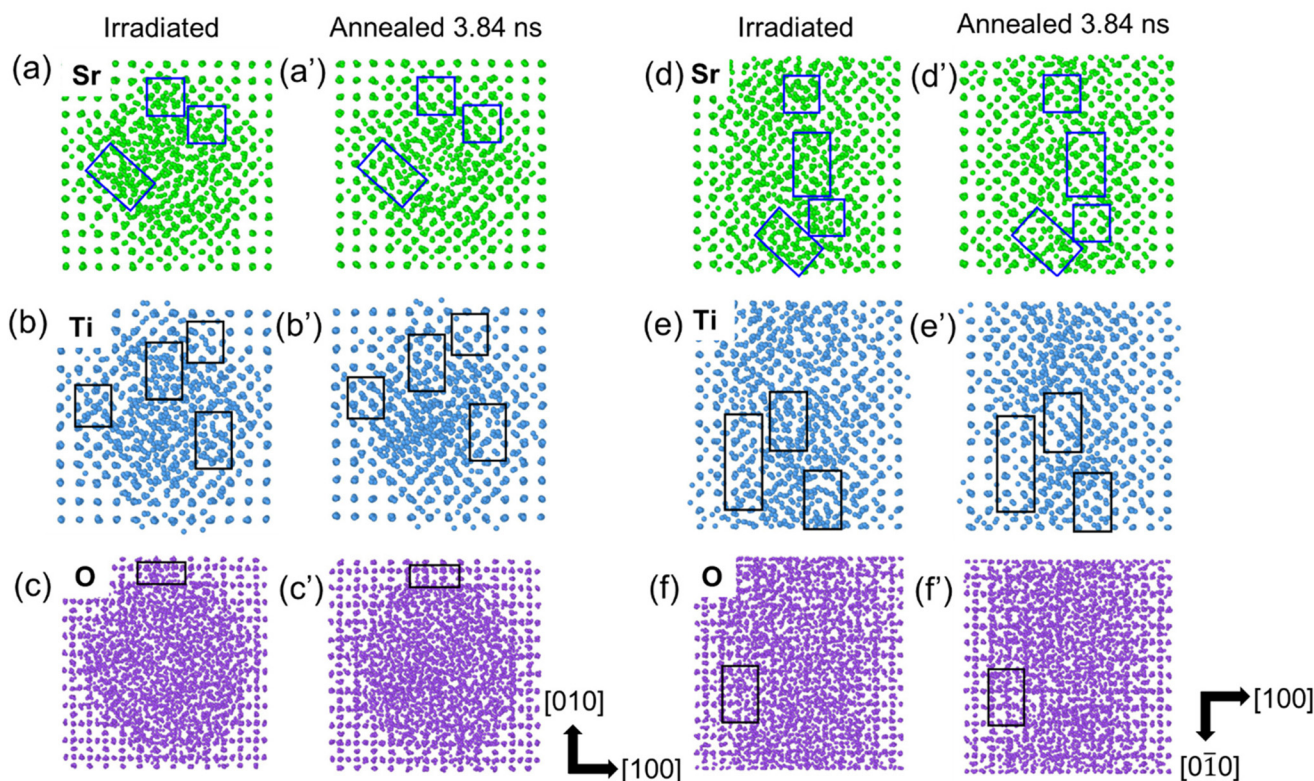 Irradiated
Annealed 3.84 ns
Irradiated
Annealed 3.84 ns
(a) Sr
(a')
(d) Sr
(d')
(b) Ti
(b')
(e) Ti
(e')
(c) O
(c')
(f) O
(f')
[010]
[100]
[100]
[01̅0]